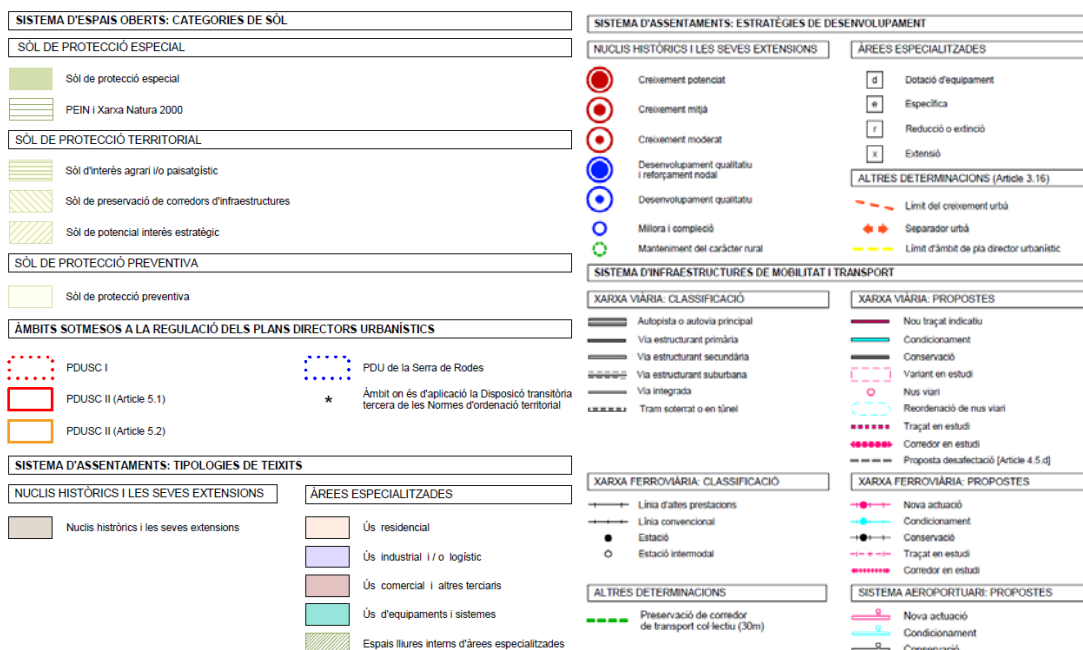 SISTEMA D'ESPAIS OBERTS: CATEGORIES DE SÒL
SÒL DE PROTECCIÓ ESPECIAL
Sòl de protecció especial
PEIN i Xarxa Natura 2000
SÒL DE PROTECCIÓ TERRITORIAL
Sòl d'interès agrari i/o paisatgístic
Sòl de preservació de corredors d'infraestructures
Sòl de potencial interès estratègic
SÒL DE PROTECCIÓ PREVENTIVA
Sòl de protecció preventiva
ÀMBITS SOTMESOS A LA REGULACIÓ DELS PLANS DIRECTORS URBANÍSTICS
PDUSC I
PDUSC II (Article 5.1)
PDUSC II (Article 5.2)
PDU de la Serra de Rodes
*
Àmbit on és d'aplicació la Disposicó transitòria
tercera de les Normes d'ordenació territorial
SISTEMA D'ASSENTAMENTS: TIPOLOGIES DE TEIXITS
NUCLIS HISTÒRICS I LES SEVES EXTENSIONS
Nuclis histròrics i les seves extensions
ÀREES ESPECIALITZADES
Ús residencial
Ús industrial i / o logístic
Ús comercial i altres terciaris
Ús d'equipaments i sistemes
Espais lliures interns d'àrees especialitzades
SISTEMA D'ASSENTAMENTS: ESTRATÈGIES DE DESENVOLUPAMENT
NUCLIS HISTÒRICS I LES SEVES EXTENSIONS
Creixement potenciat
Creixement mitjà
Creixement moderat
Desenvolupament qualitatiu
i reforçament nodal
Desenvolupament qualitatiu
Millora i compleció
Manteniment del caràcter rural
ÀREES ESPECIALITZADES
d Dotació d'equipament
e Específica
r Reducció o extinció
x Extensió
ALTRES DETERMINACIONS (Article 3.16)
Límit del creixement urbà
Separador urbà
Límit d'àmbit de pla director urbanístic
SISTEMA D'INFRAESTRUCTURES DE MOBILITAT I TRANSPORT
XARXA VIÀRIA: CLASSIFICACIÓ
Autopista o autovia principal
Via estructurant primària
Via estructurant secundària
Via estructurant suburbana
Via integrada
Tram soterrat o en túnel
XARXA VIÀRIA: PROPOSTES
Nou traçat indicatiu
Condicionament
Conservació
Variant en estudi
Nus viari
Reordenació de nus viari
Traçat en estudi
Corredor en estudi
Proposta desafectació [Article 4.5.d]
XARXA FERROVIÀRIA: CLASSIFICACIÓ
Línia d'altes prestacions
Línia convencional
Estació
Estació intermodal
XARXA FERROVIÀRIA: PROPOSTES
Nova actuació
Condicionament
Conservació
Traçat en estudi
Corredor en estudi
ALTRES DETERMINACIONS
Preservació de corredor
de transport col·lectiu (30m)
SISTEMA AEROPORTUARI: PROPOSTES
Nova actuació
Condicionament
Conservació